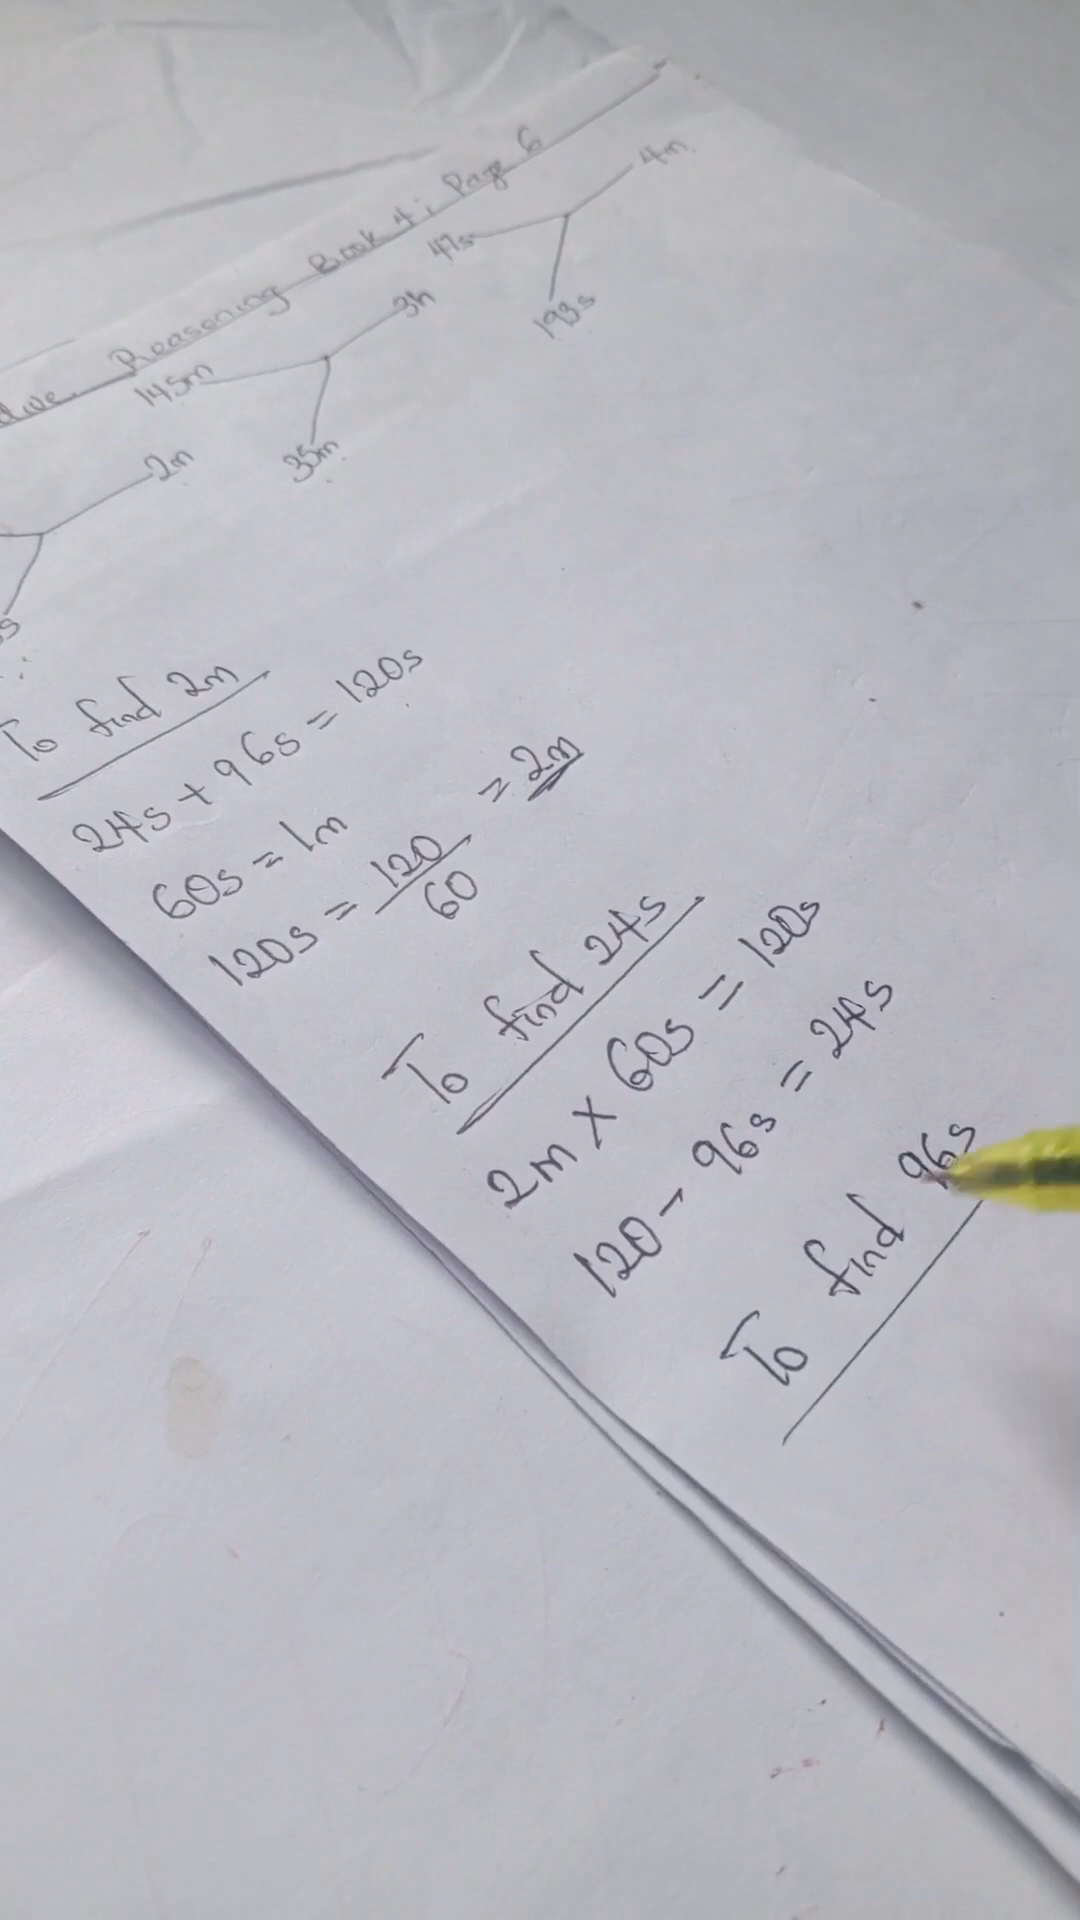 Reasoning Book 4; Page 6
47s 4m
193s
145m 3h
35m
2m
To find 2m
24s + 96s = 120s
60s = 1m
120s = 120/60 = 2m
To find 24s
2m × 60s = 120s
120 - 96s = 24s
To find 96s